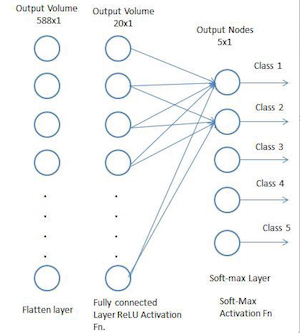 Output Volume
588x1
Output Volume
20x1
Output Nodes
5x1
Class 1
Class 2
Class 3
Class 4
Class 5
Soft-max Layer
Flatten layer
Fully connected
Layer ReLU Activation
Fn.
Soft-Max
Activation Fn